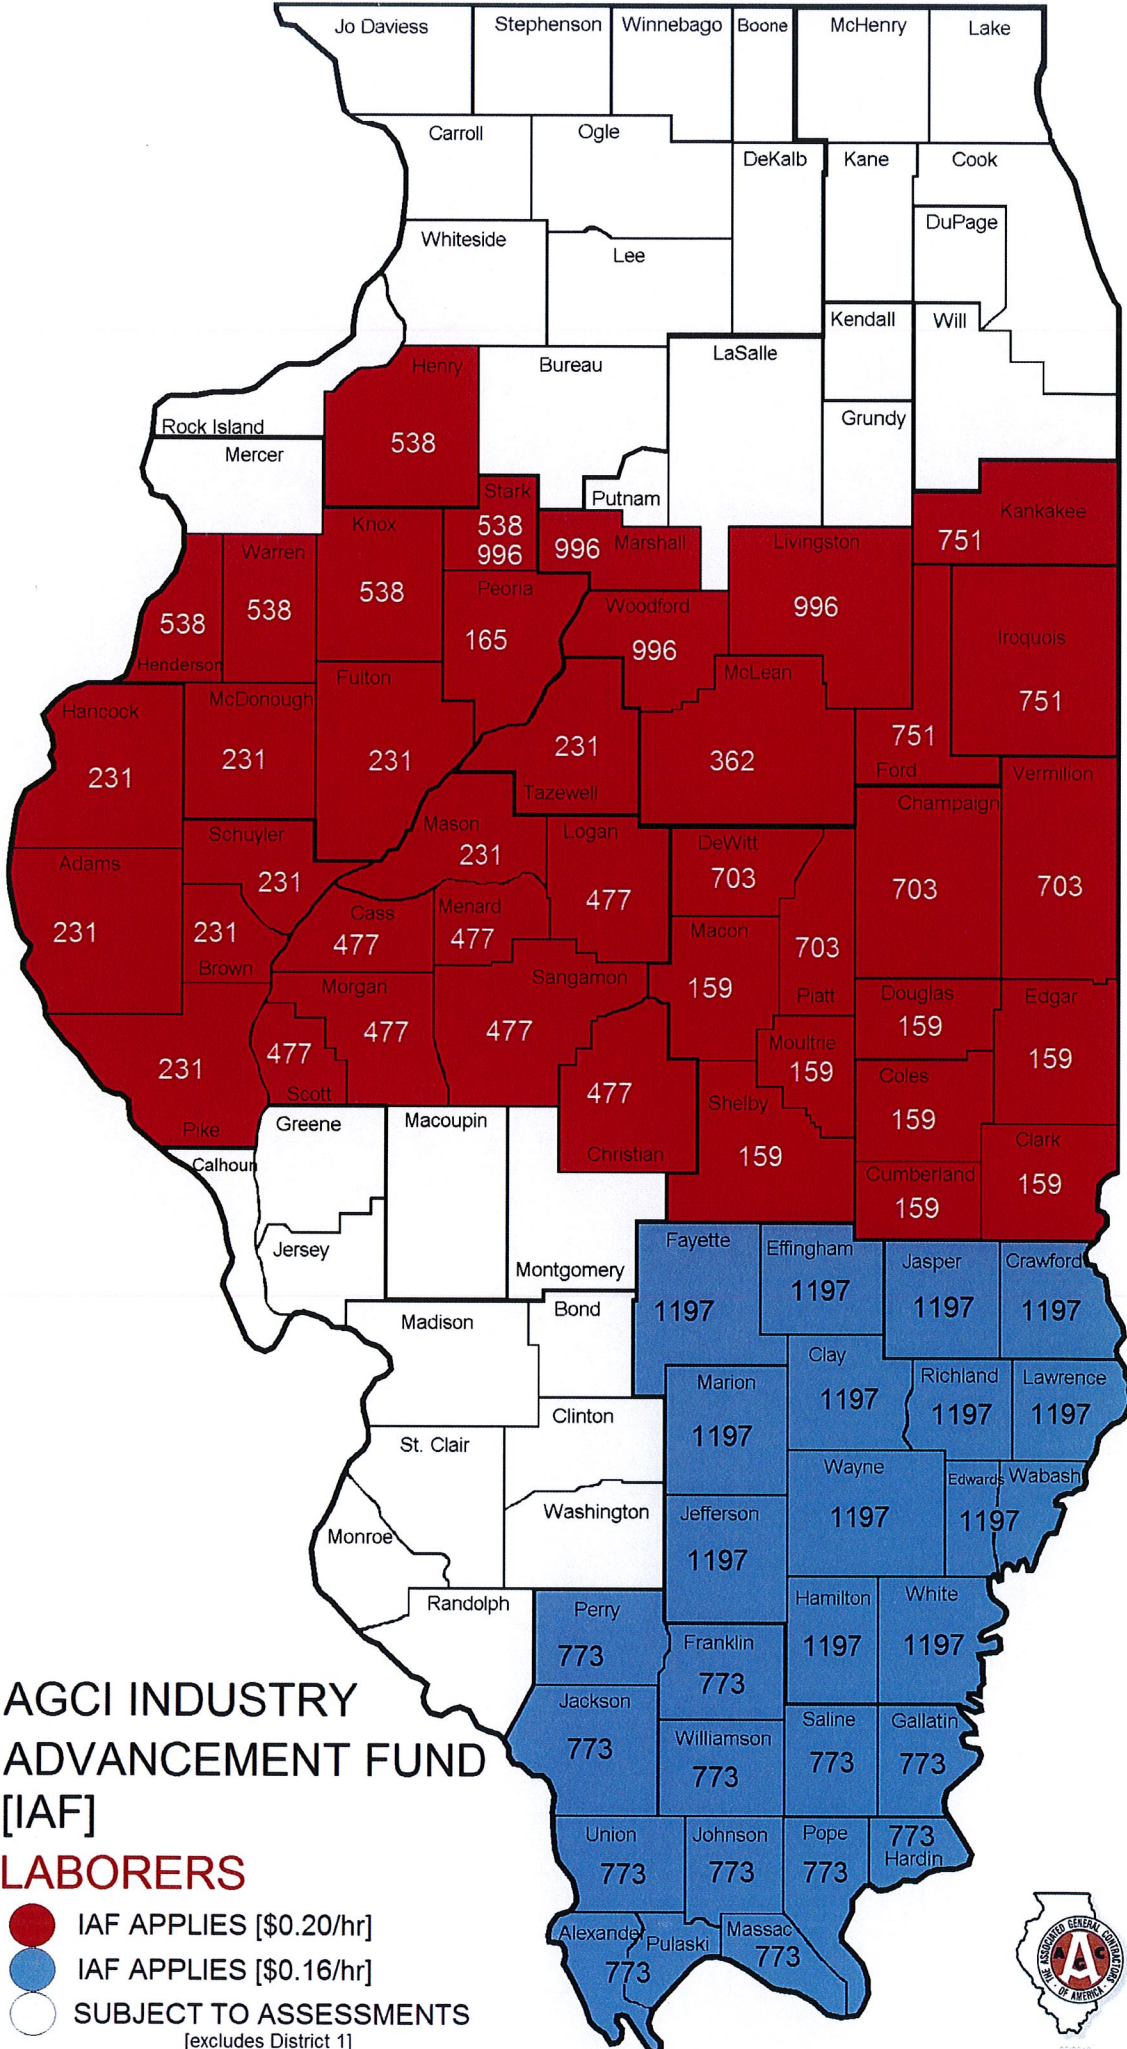 Jo Daviess
Stephenson
Winnebago
Boone
McHenry
Lake
Carroll
Ogle
DeKalb
Kane
Cook
DuPage
Whiteside
Lee
Kendall
Will
Henry
538
Bureau
LaSalle
Grundy
Rock Island
Mercer
Putnam
Stark
538
996
996
Marshall
Livingston
996
Kankakee
751
Knox
538
Warren
538
538
Henderson
Peoria
165
Woodford
996
Iroquois
751
McLean
362
751
Ford
Hancock
231
McDonough
231
Fulton
231
231
Tazewell
Vermilion
703
Champaign
703
Mason
231
Logan
477
DeWitt
703
Schuyler
231
Adams
231
231
Brown
Cass
477
Menard
477
Macon
159
703
Piatt
Sangamon
477
Morgan
477
477
Scott
Douglas
159
Edgar
159
Moultrie
159
231
Pike
477
Christian
Shelby
159
Coles
159
Clark
159
Cumberland
159
Greene
Macoupin
Calhoun
Jersey
Montgomery
Fayette
1197
Effingham
1197
Jasper
1197
Crawford
1197
Madison
Bond
Clay
1197
Richland
1197
Lawrence
1197
Marion
1197
Clinton
St. Clair
Wayne
1197
Edwards
Wabash
1197
Washington
Jefferson
1197
Monroe
Randolph
Perry
773
Hamilton
1197
White
1197
Franklin
773
Jackson
773
Williamson
773
Saline
773
Gallatin
773
Union
773
Johnson
773
Pope
773
773
Hardin
Alexander
Pulaski
773
Massac
773
AGCI INDUSTRY
ADVANCEMENT FUND
[IAF]
LABORERS
IAF APPLIES [$0.20/hr]
IAF APPLIES [$0.16/hr]
SUBJECT TO ASSESSMENTS
[excludes District 1]
THE ASSOCIATED GENERAL CONTRACTORS
OF AMERICA
AGC